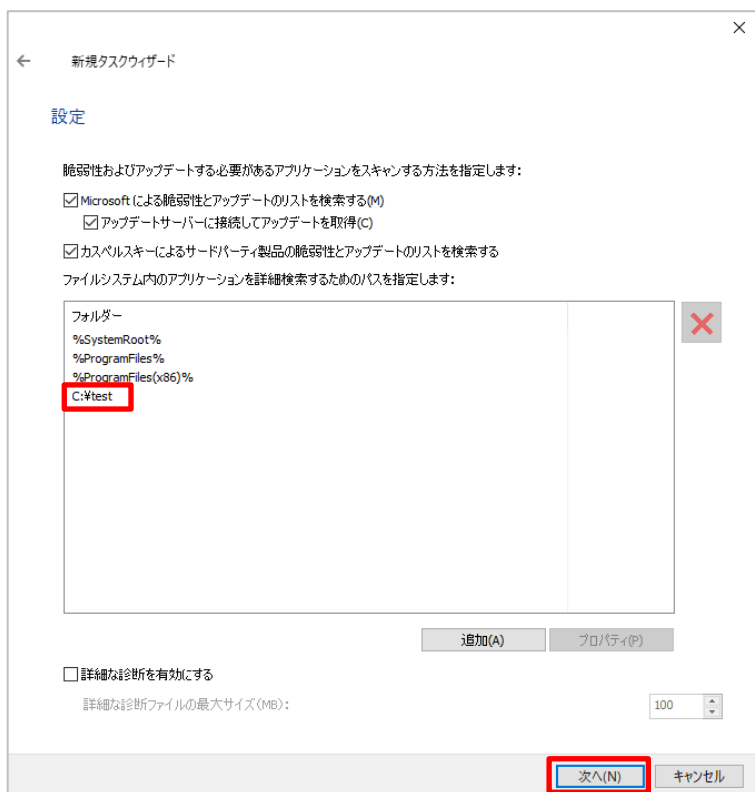 新規タスクウィザード
設定
脆弱性およびアップデートする必要があるアプリケーションをスキャンする方法を指定します:
Microsoft による脆弱性とアップデートのリストを検索する(M)
アップデートサーバーに接続してアップデートを取得(C)
カスペルスキーによるサードパーティ製品の脆弱性とアップデートのリストを検索する
ファイルシステム内のアプリケーションを詳細検索するためのパスを指定します:
フォルダー
%SystemRoot%
%ProgramFiles%
%ProgramFiles(x86)%
C:¥test
追加(A) プロパティ(P)
詳細な診断を有効にする
詳細な診断ファイルの最大サイズ(MB): 100
次へ(N) キャンセル